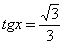 tgx = √3/3